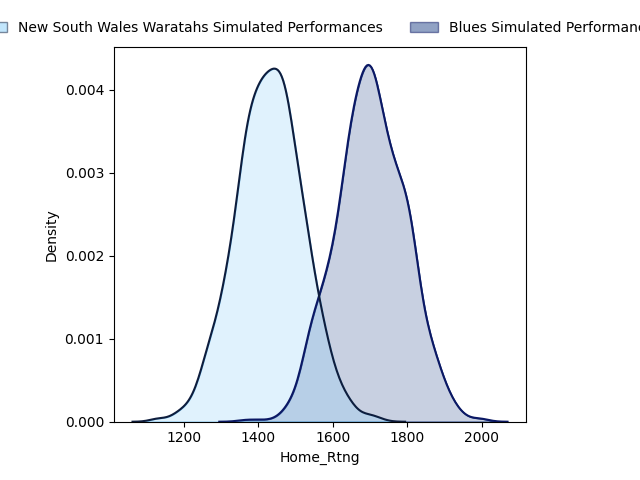 New South Wales Waratahs Simulated Performances
Blues Simulated
0.004
0.003
0.002
0.001
0.000
Density
1200 1400 1600 1800 2000
Home_Rtng